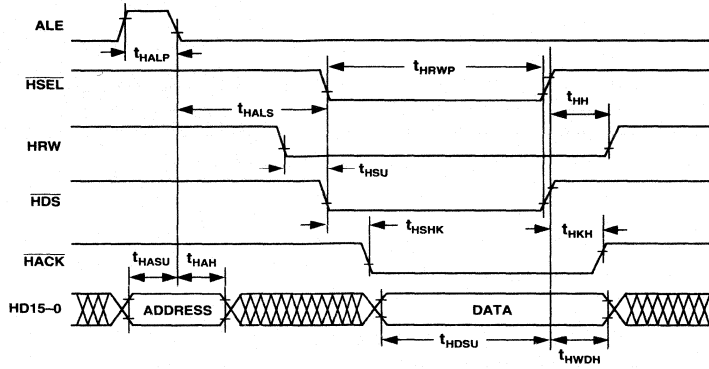 ALE
tHALP
HSEL
tHRWP
tHALS
tHH
HRW
tHSU
HDS
tHSHK
tHKH
HACK
tHASU
tHAH
HD15–0
ADDRESS
DATA
tHDSU
tHWDH